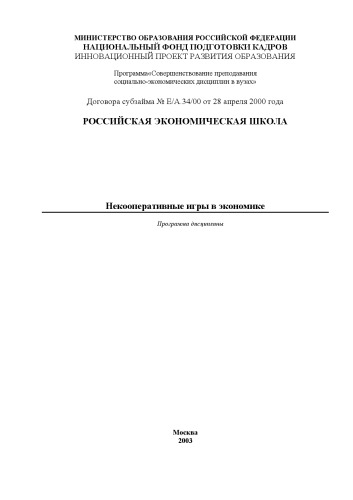 МИНИСТЕРСТВО ОБРАЗОВАНИЯ РОССИЙСКОЙ ФЕДЕРАЦИИ
НАЦИОНАЛЬНЫЙ ФОНД ПОДГОТОВКИ КАДРОВ
ИННОВАЦИОННЫЙ ПРОЕКТ РАЗВИТИЯ ОБРАЗОВАНИЯ
Программа«Совершенствование преподавания
социально-экономических дисциплин в вузах»
Договора субзайма № Е/А.34/00 от 28 апреля 2000 года
РОССИЙСКАЯ ЭКОНОМИЧЕСКАЯ ШКОЛА
Некооперативные игры в экономике
Программа дисциплины
Москва
2003